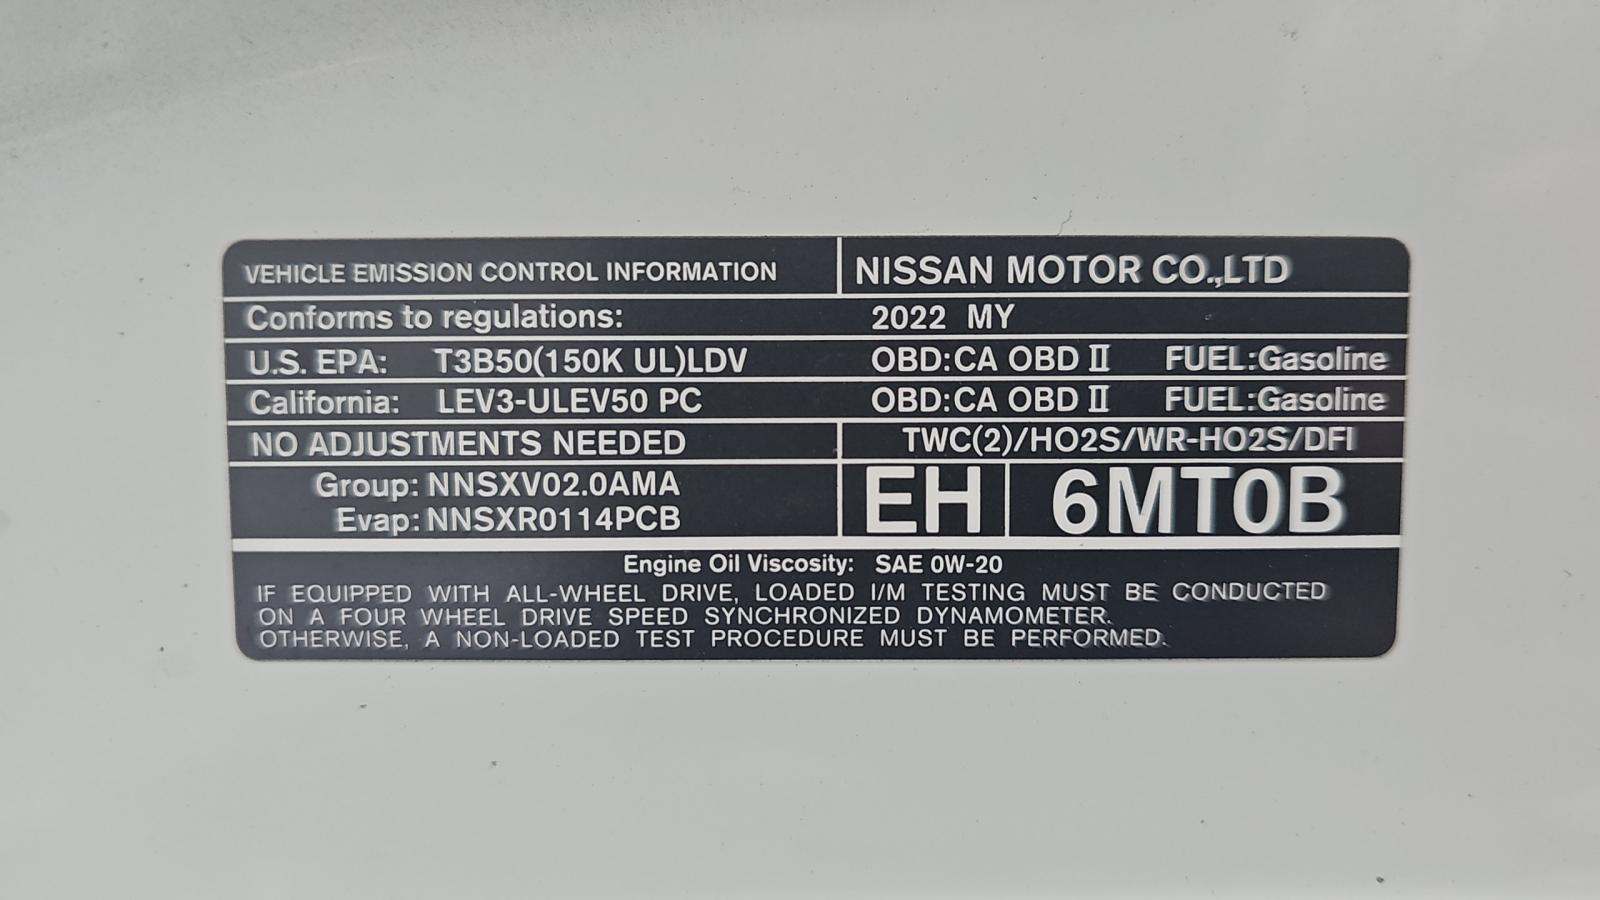 VEHICLE EMISSION CONTROL INFORMATION NISSAN MOTOR CO.,LTD
Conforms to regulations: 2022 MY
U.S. EPA: T3B50(150K UL)LDV OBD:CA OBD II FUEL:Gasoline
California: LEV3-ULEV50 PC OBD:CA OBD II FUEL:Gasoline
NO ADJUSTMENTS NEEDED TWC(2)/HO2S/WR-HO2S/DFI
Group: NNSXV02.0AMA
Evap: NNSXR0114PCB
EH 6MT0B
Engine Oil Viscosity: SAE 0W-20
IF EQUIPPED WITH ALL-WHEEL DRIVE, LOADED I/M TESTING MUST BE CONDUCTED
ON A FOUR WHEEL DRIVE SPEED SYNCHRONIZED DYNAMOMETER.
OTHERWISE, A NON-LOADED TEST PROCEDURE MUST BE PERFORMED.